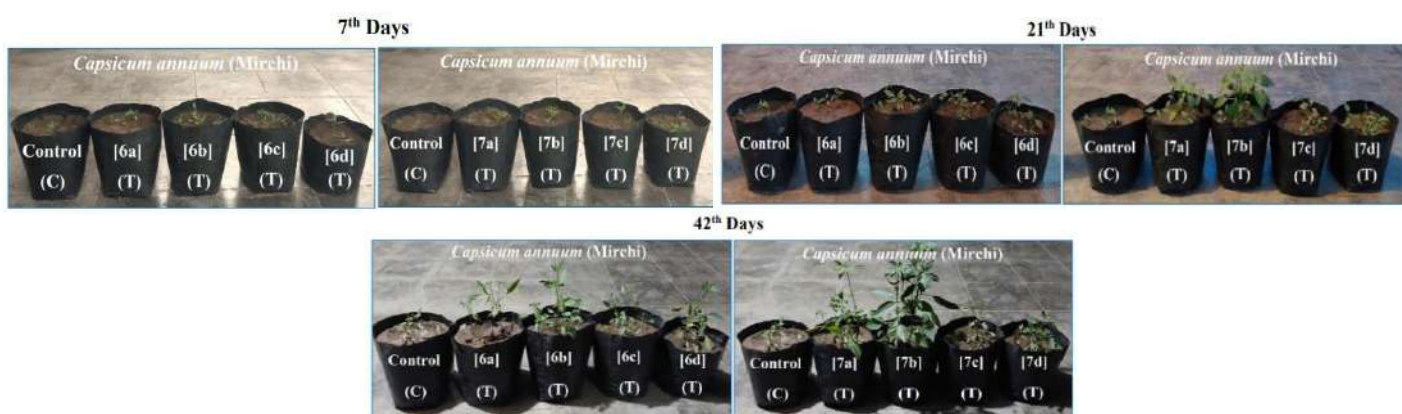 7th Days
Capsicum annuum (Mirchi)
Control [6a] [6b] [6c] [6d]
(C) (T) (T) (T) (T)
Capsicum annuum (Mirchi)
Control [7a] [7b] [7c] [7d]
(C) (T) (T) (T) (T)
21th Days
Capsicum annuum (Mirchi)
Control [6a] [6b] [6c] [6d]
(C) (T) (T) (T) (T)
Capsicum annuum (Mirchi)
Control [7a] [7b] [7c] [7d]
(C) (T) (T) (T) (T)
42th Days
Capsicum annuum (Mirchi)
Control [6a] [6b] [6c] [6d]
(C) (T) (T) (T) (T)
Capsicum annuum (Mirchi)
Control [7a] [7b] [7c] [7d]
(C) (T) (T) (T) (T)